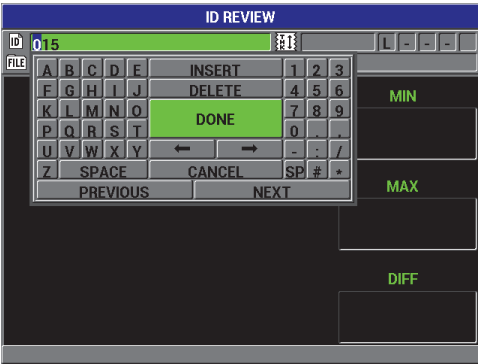 ID REVIEW
ID 015 THK L - - -
FILE
A B C D E INSERT 1 2 3
F G H I J DELETE 4 5 6
K L M N O DONE 7 8 9
P Q R S T 0 . ,
U V W X Y ← → - : /
Z SPACE CANCEL SP # *
PREVIOUS NEXT
MIN
MAX
DIFF